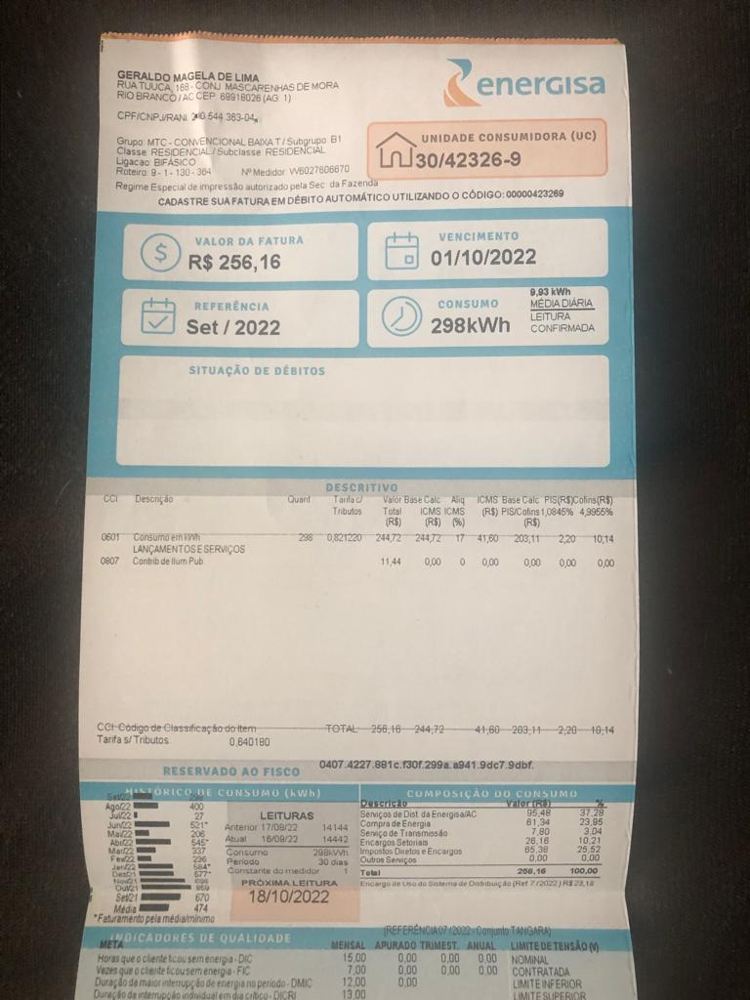 GERALDO MAGELA DE LIMA
RUA TIJUCA, 168 - CONJ MASCARENHAS DE MORA
RIO BRANCO / AC CEP: 69918026 (AG: 1)
energisa
CPF/CNPJ/RANI: 544 363-04
UNIDADE CONSUMIDORA (UC)
30/42326-9
Grupo: MTC - CONVENCIONAL BAIXA T / Subgrupo: B1
Classe: RESIDENCIAL / Subclasse: RESIDENCIAL
Ligacao: BIFÁSICO
Roteiro: 9 - 1 - 130 - 364 Nº Medidor: W6027606670
Regime Especial de impressão autorizado pela Sec. da Fazenda
CADASTRE SUA FATURA EM DÉBITO AUTOMÁTICO UTILIZANDO O CÓDIGO: 00000423269
VALOR DA FATURA
R$ 256,16
VENCIMENTO
01/10/2022
REFERÊNCIA
Set / 2022
CONSUMO
298kWh
9,93 kWh
MÉDIA DIÁRIA
LEITURA
CONFIRMADA
SITUAÇÃO DE DÉBITOS
DESCRITIVO
CCI Descrição Quant Tarifa c/ Valor Base Calc Aliq ICMS Base Calc PIS(R$) Cofins(R$)
Tributos Total ICMS ICMS (R$) PIS/Cofins 1,0845% 4,9955%
(R$) (R$) (%) (R$)
0601 Consumo em kWh 298 0,821220 244,72 244,72 17 41,60 203,11 2,20 10,14
LANÇAMENTOS E SERVIÇOS
0807 Contrib de Ilum Pub 11,44 0,00 0 0,00 0,00 0,00 0,00
CCI: Código de Classificação do Item TOTAL: 256,16 244,72 41,60 203,11 2,20 10,14
Tarifa s/ Tributos 0,640180
RESERVADO AO FISCO 0407.4227.881c.f30f.299a.a941.9dc7.9dbf.
HISTÓRICO DE CONSUMO (kWh)
Set/22 298
Ago/22 400
Jul/22 27
Jun/22 521*
Mai/22 206
Abr/22 545*
Mar/22 337
Fev/22 236
Jan/22 584*
Dez/21 577*
Nov/21
Out/21
Set/21 670
Média 474
*Faturamento pela média/mínimo
LEITURAS
Anterior 17/08/22 14144
Atual 16/09/22 14442
Consumo 298kWh
Período 30 dias
Constante do medidor 1
PRÓXIMA LEITURA
18/10/2022
COMPOSIÇÃO DO CONSUMO
Descrição Valor (R$) %
Serviços de Dist. da Energisa/AC 95,48 37,28
Compra de Energia 61,34 23,95
Serviço de Transmissão 7,80 3,04
Encargos Setoriais 26,16 10,21
Impostos Diretos e Encargos 65,38 25,52
Outros Serviços 0,00 0,00
Total 256,16 100,00
Encargo de Uso do Sistema de Distribuição (Ref 7/2022) R$ 23,18
INDICADORES DE QUALIDADE (REFERÊNCIA 07 / 2022 - Conjunto TANGARA)
META MENSAL APURADO TRIMEST. ANUAL LIMITE DE TENSÃO (V)
Horas que o cliente ficou sem energia - DIC 15,00 0,00 0,00 0,00 NOMINAL
Vezes que o cliente ficou sem energia - FIC 7,00 0,00 0,00 0,00 CONTRATADA
Duração da maior interrupção de energia no período - DMIC 12,00 0,00 LIMITE INFERIOR
Duração da interrupção individual em dia crítico - DICRI 13,00 LIMITE SUPERIOR